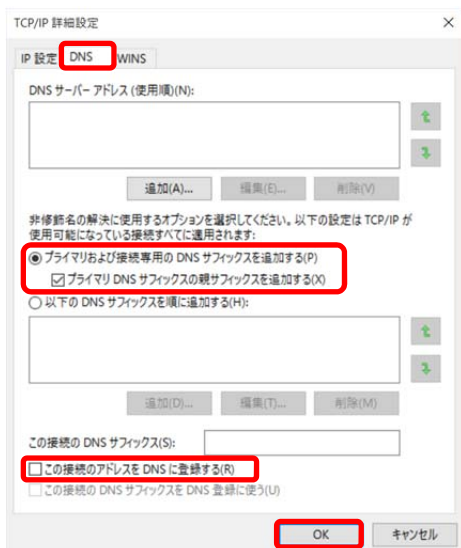 TCP/IP 詳細設定
IP 設定 DNS WINS
DNS サーバー アドレス (使用順)(N):
追加(A)... 編集(E)... 削除(V)
非修飾名の解決に使用するオプションを選択してください。以下の設定は TCP/IP が
使用可能になっている接続すべてに適用されます:
プライマリおよび接続専用の DNS サフィックスを追加する(P)
プライマリ DNS サフィックスの親サフィックスを追加する(X)
以下の DNS サフィックスを順に追加する(H):
追加(D)... 編集(T)... 削除(M)
この接続の DNS サフィックス(S):
この接続のアドレスを DNS に登録する(R)
この接続の DNS サフィックスを DNS 登録に使う(U)
OK キャンセル